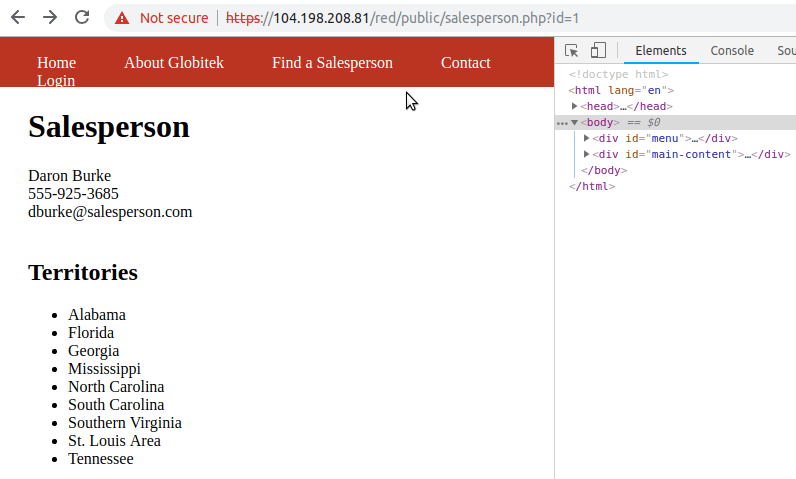 Not secure | https://104.198.208.81/red/public/salesperson.php?id=1
Home About Globitek Find a Salesperson Contact
Login
Salesperson
Daron Burke
555-925-3685
dburke@salesperson.com
Territories
Alabama
Florida
Georgia
Mississippi
North Carolina
South Carolina
Southern Virginia
St. Louis Area
Tennessee
Elements Console Sou
<!doctype html>
<html lang="en">
<head>…</head>
<body> == $0
<div id="menu">…</div>
<div id="main-content">…</div>
</body>
</html>